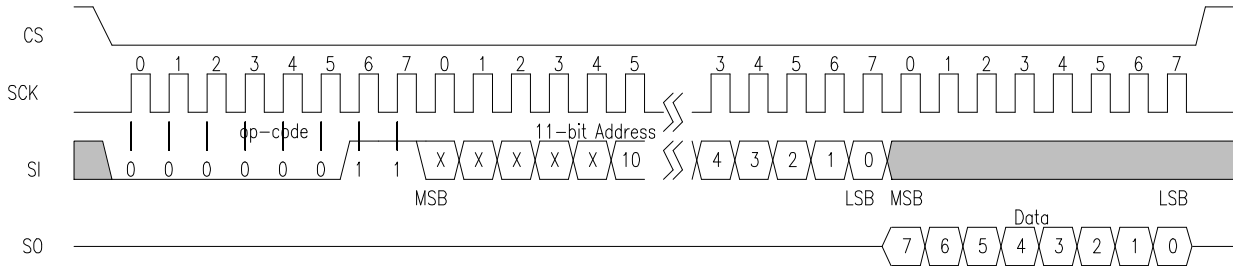 CS
0 1 2 3 4 5 6 7 0 1 2 3 4 5 3 4 5 6 7 0 1 2 3 4 5 6 7
SCK
op-code 11-bit Address
SI 0 0 0 0 0 0 1 1 X X X X X 10 4 3 2 1 0
MSB LSB MSB LSB
Data
SO 7 6 5 4 3 2 1 0